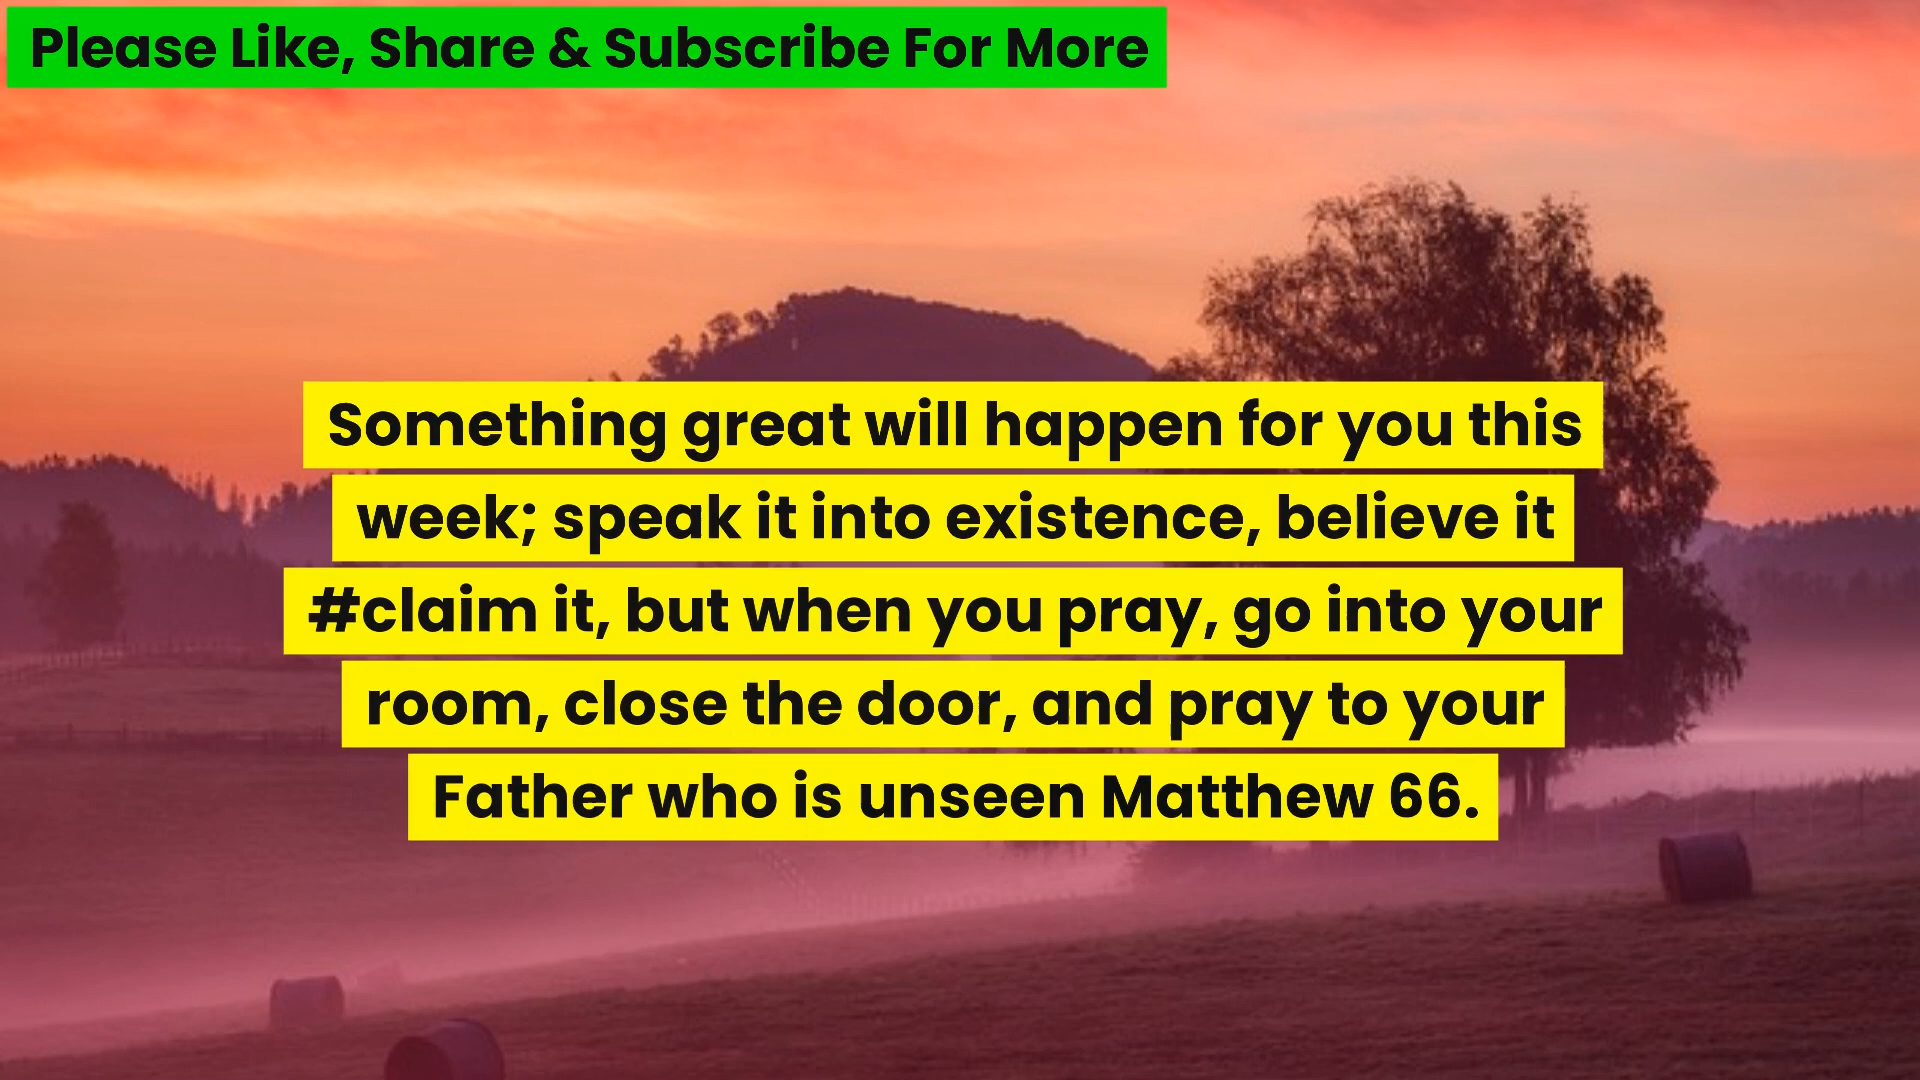 Please Like, Share & Subscribe For More
Something great will happen for you this
week; speak it into existence, believe it
#claim it, but when you pray, go into your
room, close the door, and pray to your
Father who is unseen Matthew 66.